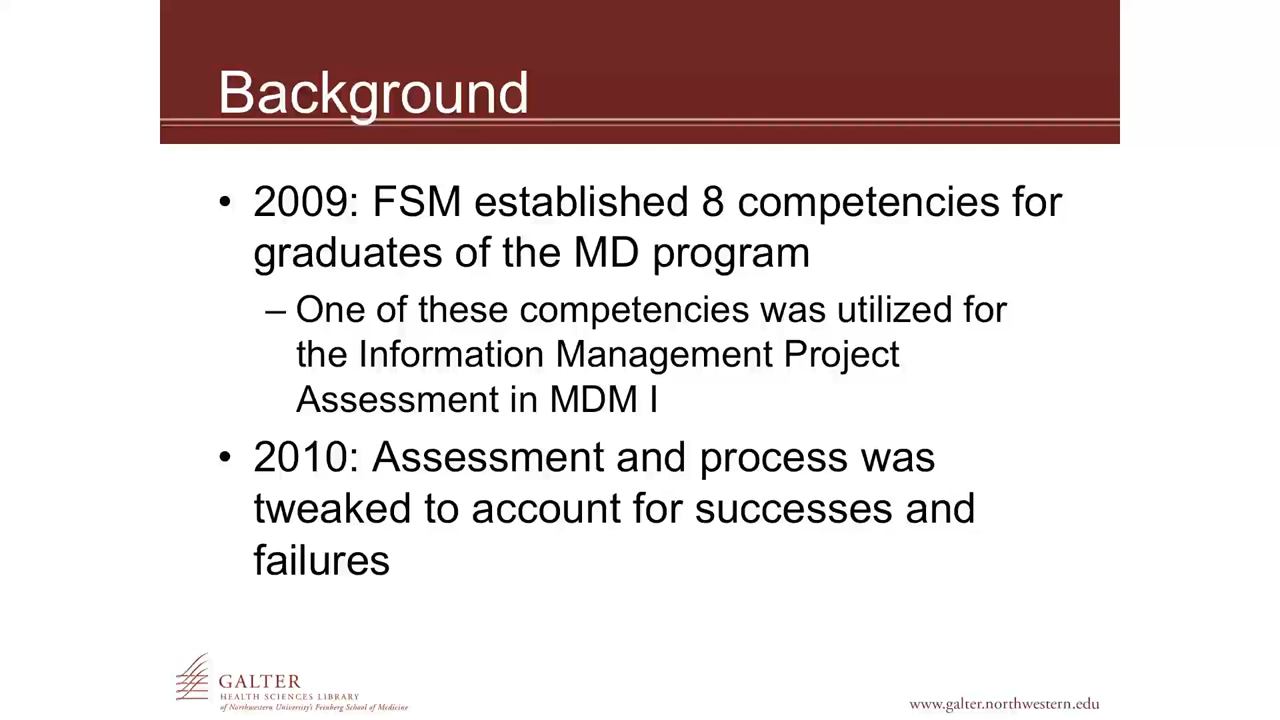 Background
• 2009: FSM established 8 competencies for
graduates of the MD program
– One of these competencies was utilized for
the Information Management Project
Assessment in MDM I
• 2010: Assessment and process was
tweaked to account for successes and
failures
GALTER
HEALTH SCIENCES LIBRARY
of Northwestern University's Feinberg School of Medicine
www.galter.northwestern.edu